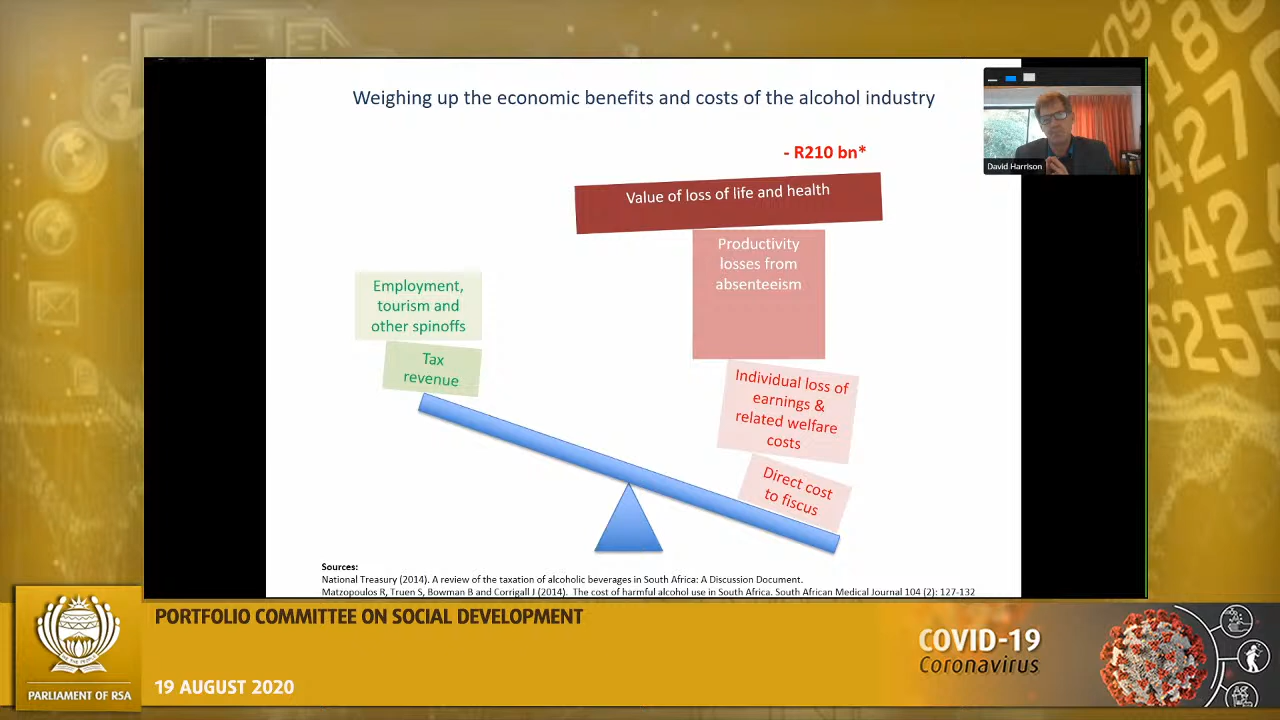 Weighing up the economic benefits and costs of the alcohol industry
David Harrison
- R210 bn*
Value of loss of life and health
Productivity
losses from
absenteeism
Employment,
tourism and
other spinoffs
Tax
revenue
Individual loss of
earnings &
related welfare
costs
Direct cost
to fiscus
Sources:
National Treasury (2014). A review of the taxation of alcoholic beverages in South Africa: A Discussion Document.
Matzopoulos R, Truen S, Bowman B and Corrigall J (2014). The cost of harmful alcohol use in South Africa. South African Medical Journal 104 (2): 127-132
PORTFOLIO COMMITTEE ON SOCIAL DEVELOPMENT
COVID-19
Coronavirus
PARLIAMENT OF RSA
19 AUGUST 2020